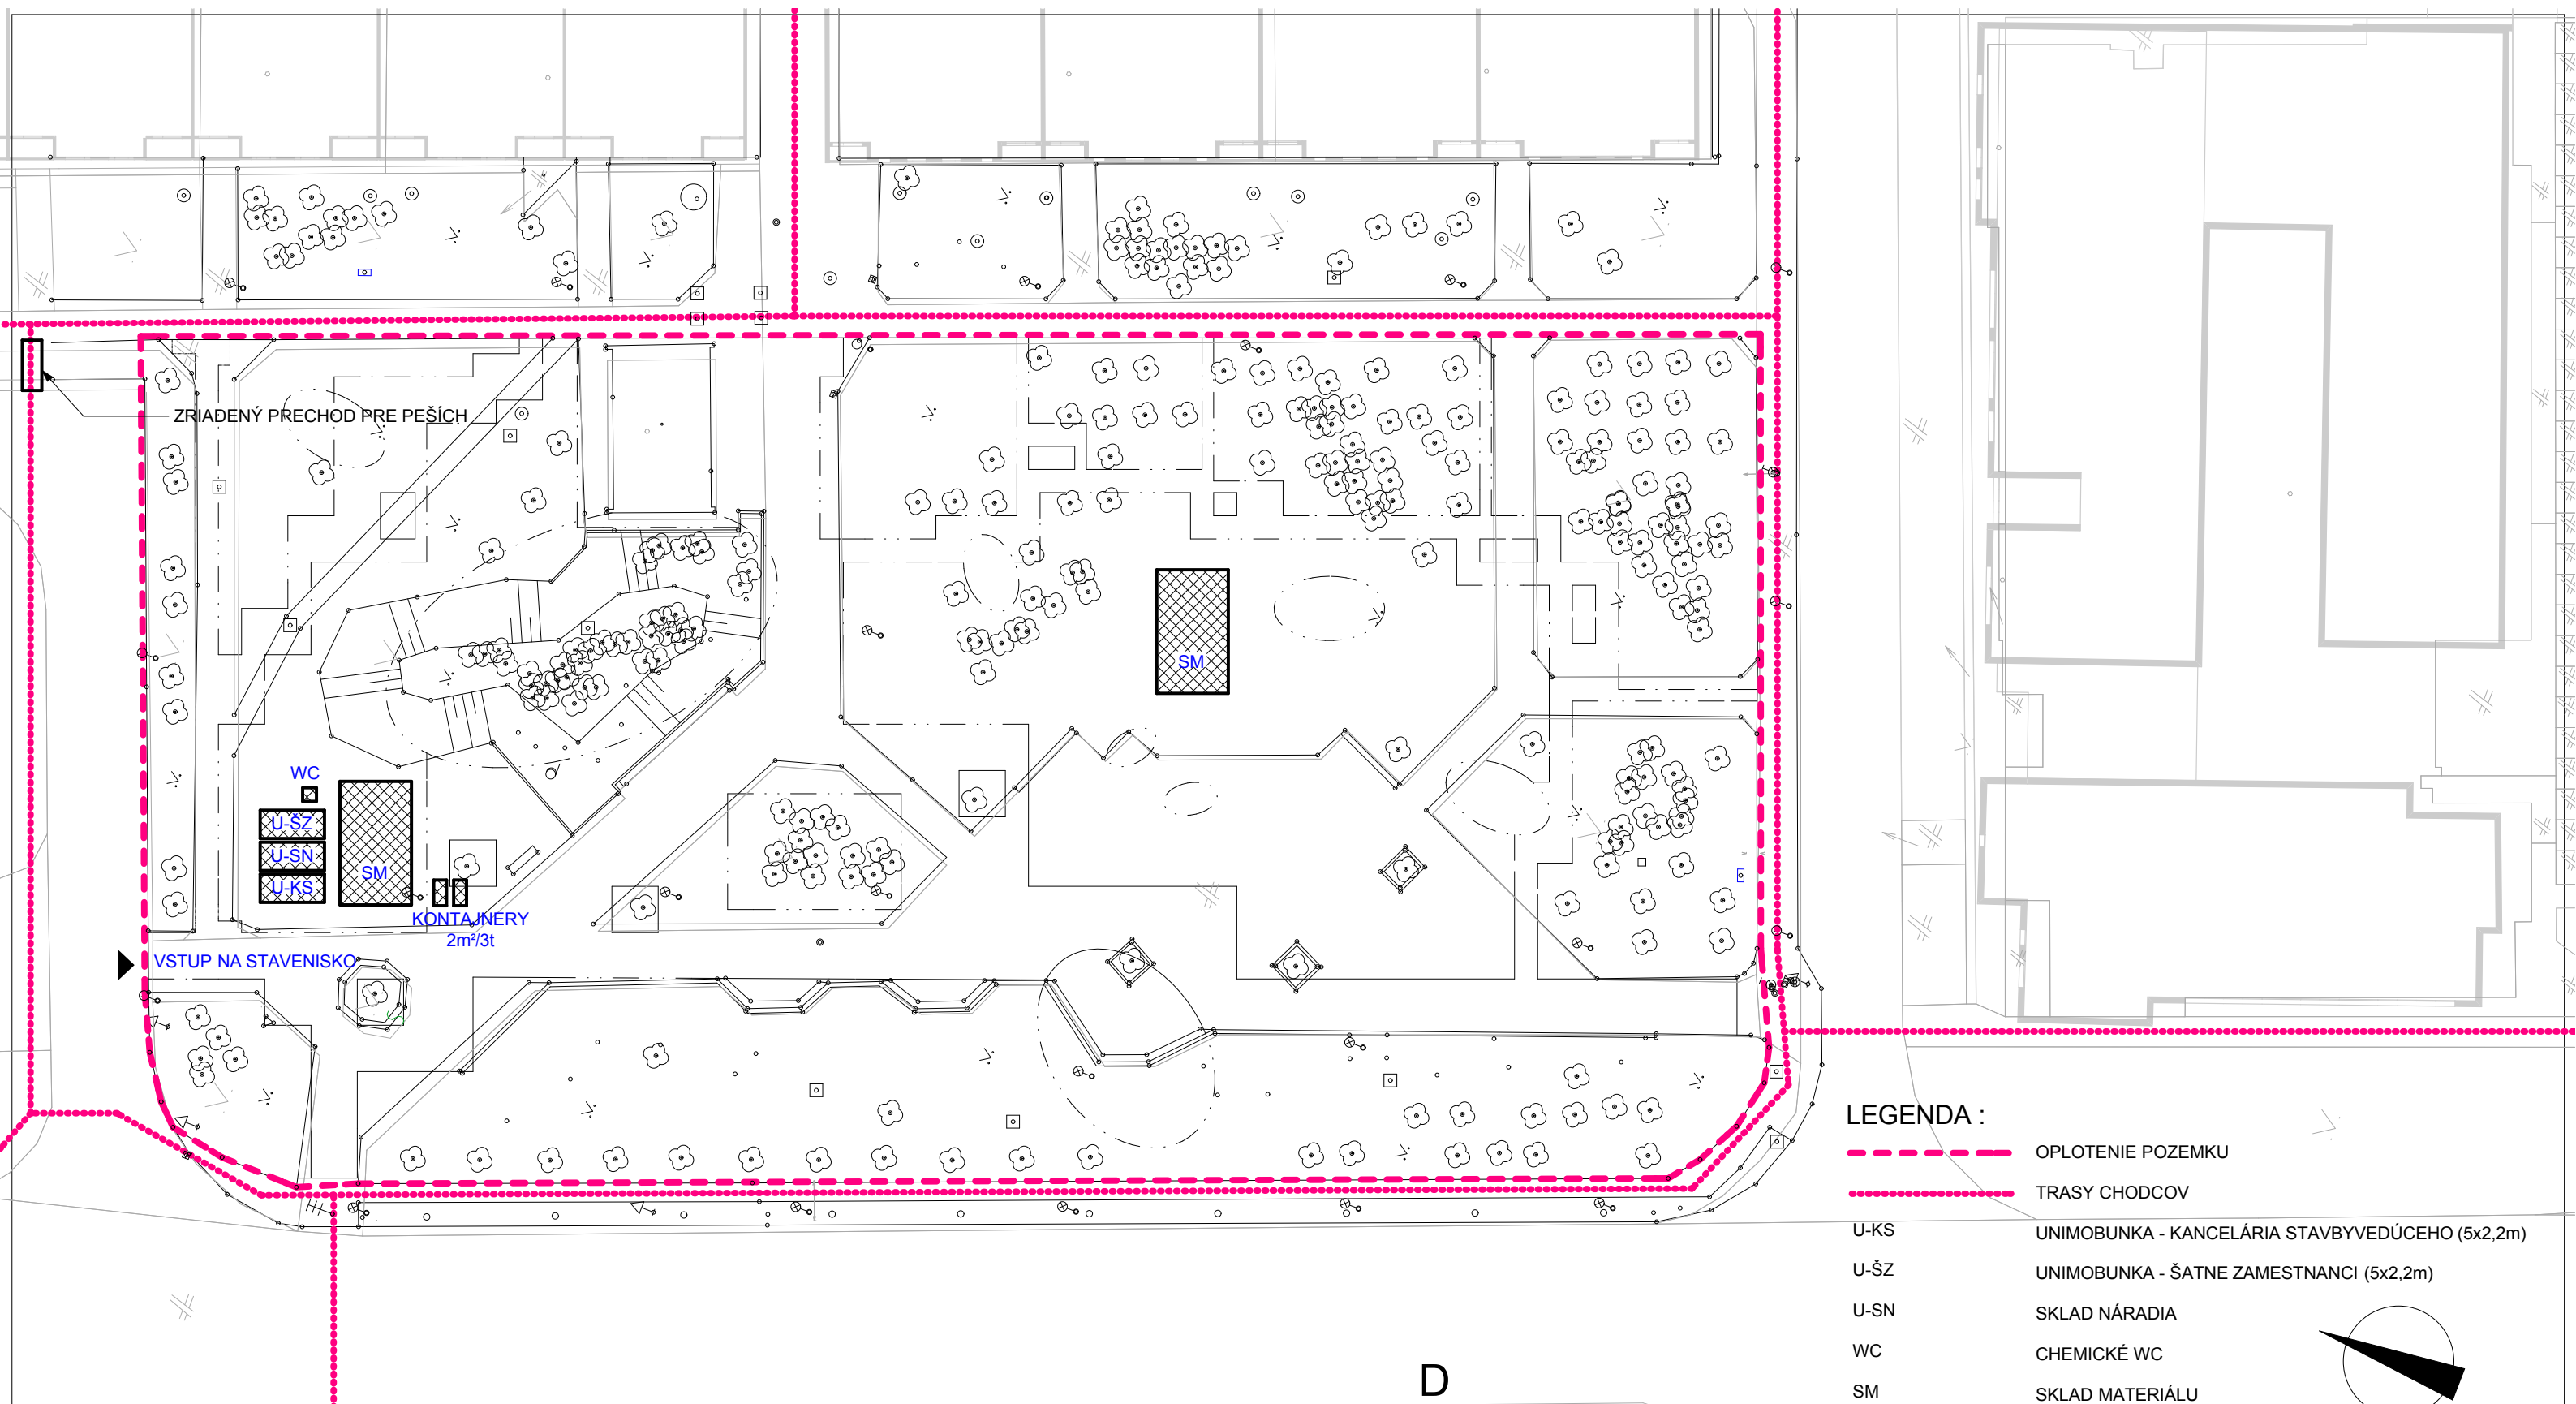 ZRIADENÝ PRECHOD PRE PEŠÍCH
SM
WC
U-ŠZ
U-SN
U-KS
SM
KONTAJNERY
2m²/3t
VSTUP NA STAVENISKO
LEGENDA :
OPLOTENIE POZEMKU
TRASY CHODCOV
U-KS UNIMOBUNKA - KANCELÁRIA STAVBYVEDÚCEHO (5x2,2m)
U-ŠZ UNIMOBUNKA - ŠATNE ZAMESTNANCI (5x2,2m)
U-SN SKLAD NÁRADIA
WC CHEMICKÉ WC
SM SKLAD MATERIÁLU
D